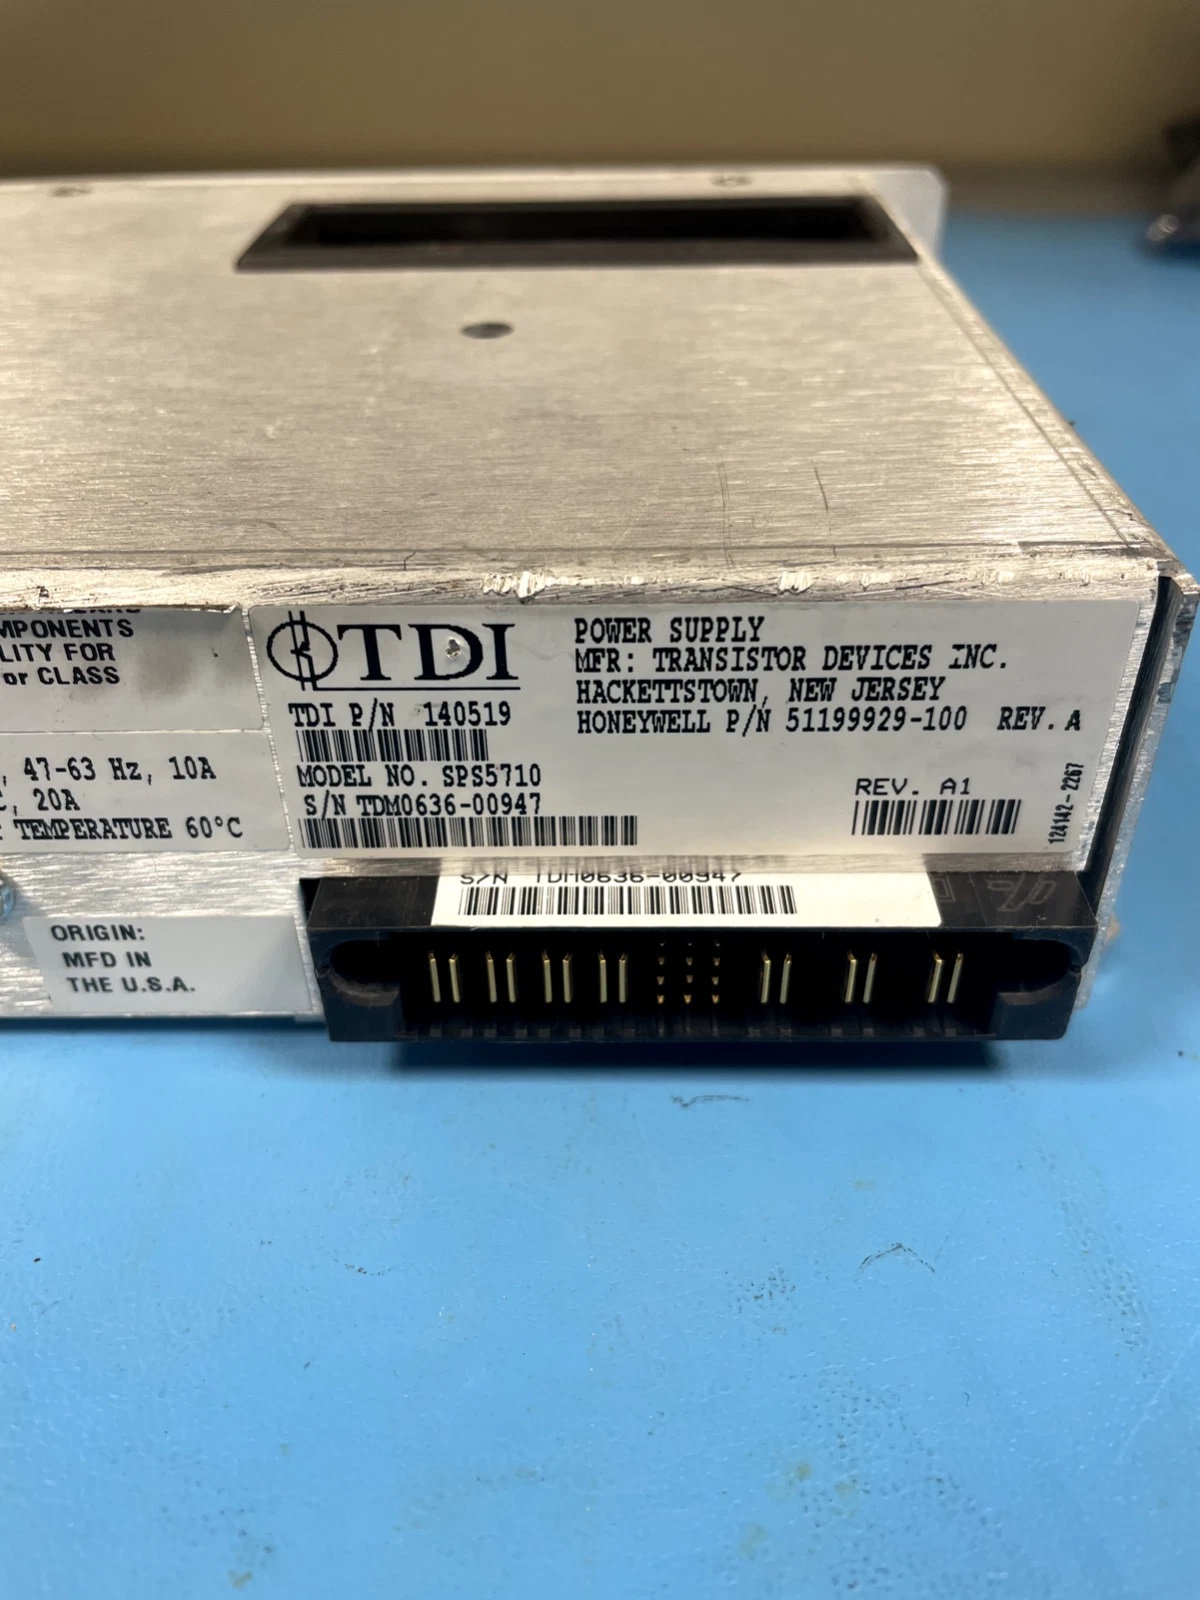 MPONENTS
LITY FOR
or CLASS
, 47-63 Hz, 10A
C, 20A
TEMPERATURE 60°C
ORIGIN:
MFD IN
THE U.S.A.
TDI
TDI P/N 140519
MODEL NO. SPS5710
S/N TDM0636-00947
POWER SUPPLY
MFR: TRANSISTOR DEVICES INC.
HACKETTSTOWN, NEW JERSEY
HONEYWELL P/N 51199929-100 REV. A
REV. A1
124142-2267
S/N TDM0636-00947